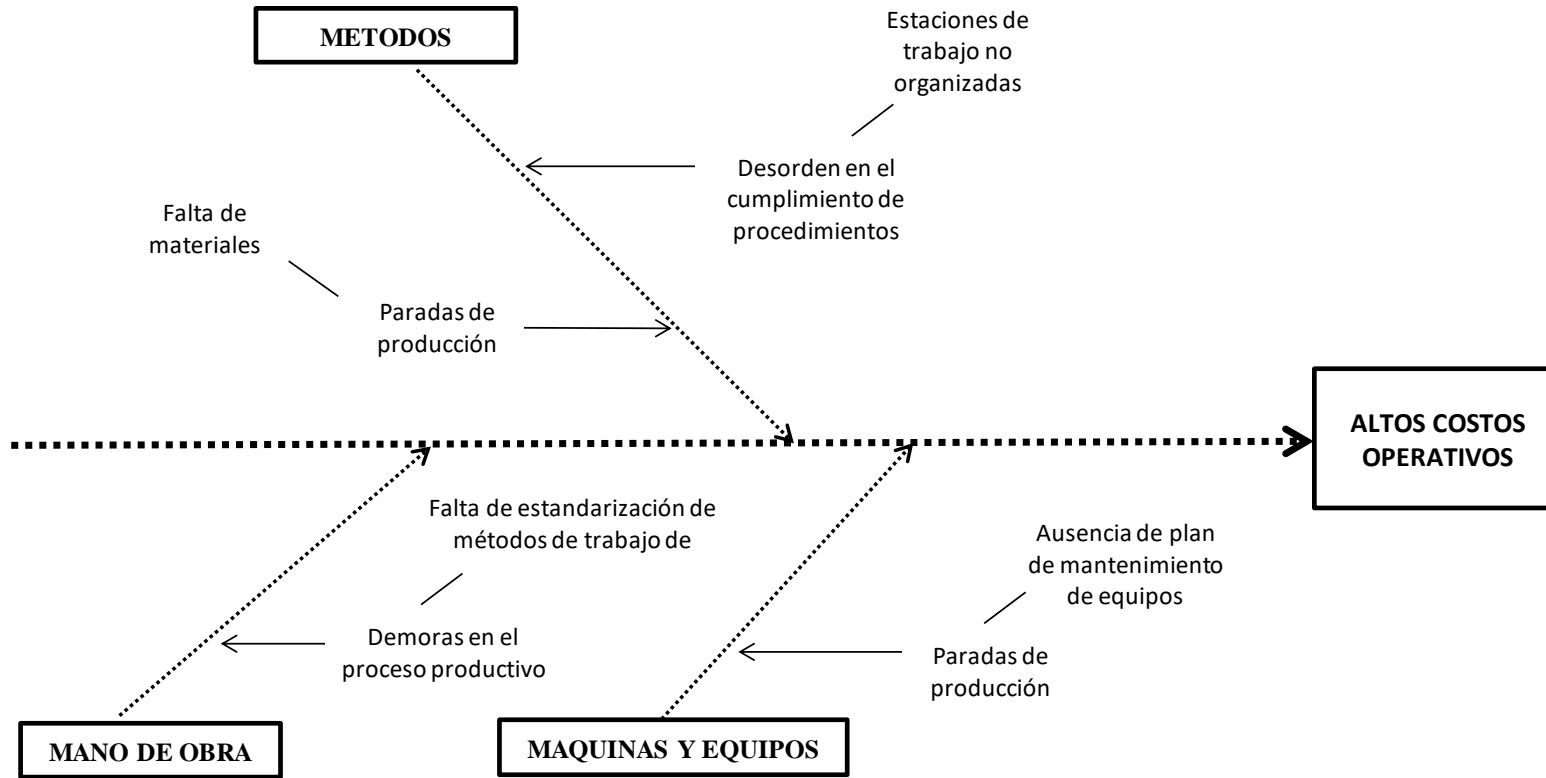 METODOS
Estaciones de
trabajo no
organizadas
Desorden en el
cumplimiento de
procedimientos
Falta de
materiales
Paradas de
producción
ALTOS COSTOS
OPERATIVOS
Falta de estandarización de
métodos de trabajo de
Demoras en el
proceso productivo
Ausencia de plan
de mantenimiento
de equipos
Paradas de
producción
MANO DE OBRA
MAQUINAS Y EQUIPOS